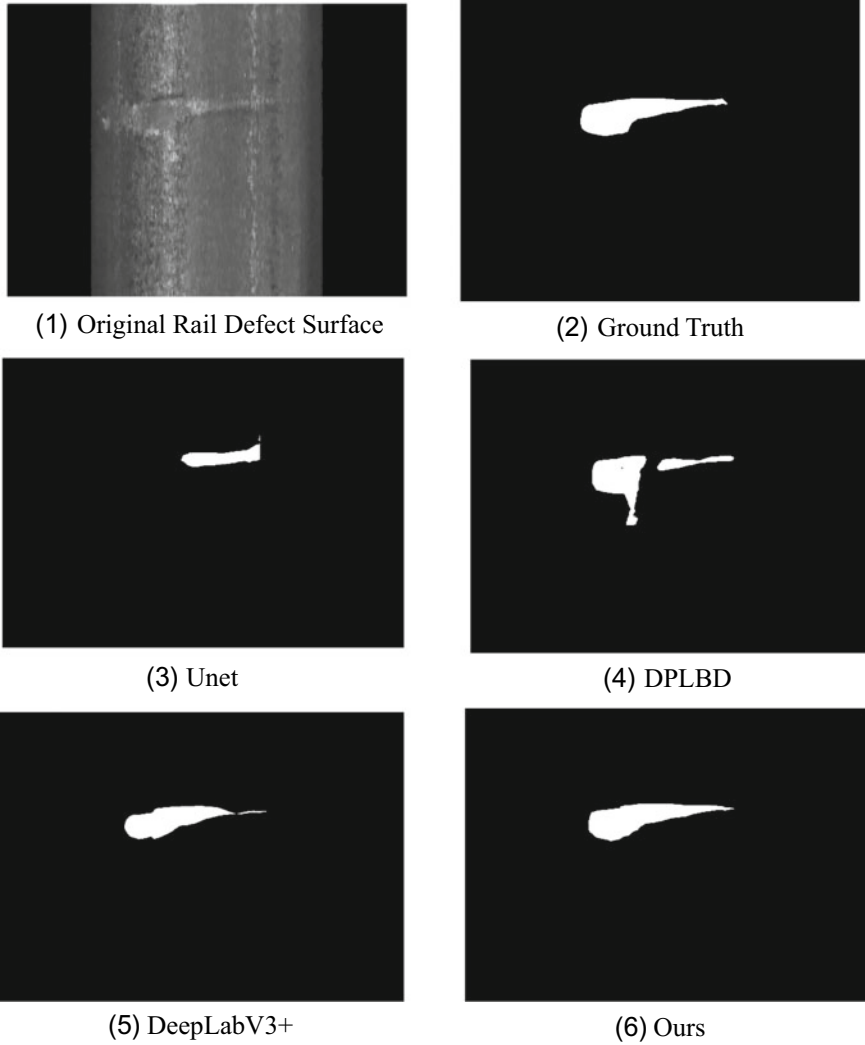 (1) Original Rail Defect Surface
(2) Ground Truth
(3) Unet
(4) DPLBD
(5) DeepLabV3+
(6) Ours